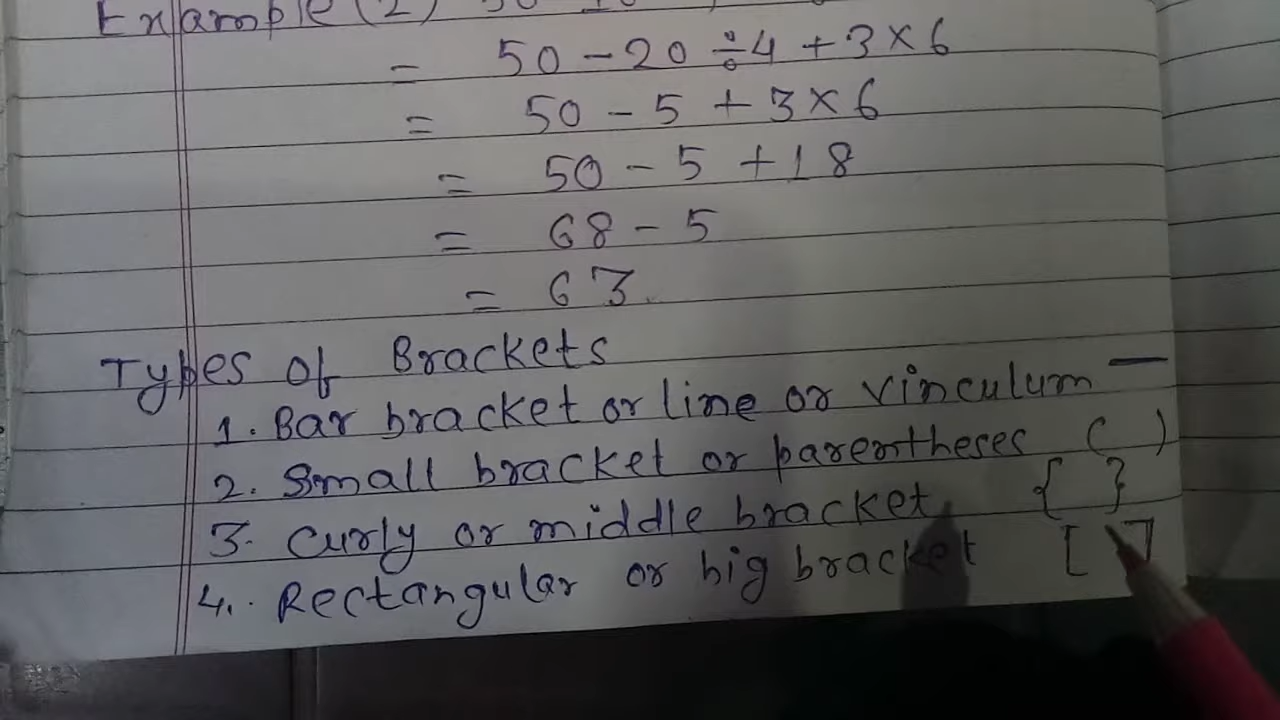 Example (2)
= 50 - 20 ÷ 4 + 3 × 6
= 50 - 5 + 3 × 6
= 50 - 5 + 18
= 68 - 5
= 63.
Types of Brackets
1. Bar bracket or line or vinculum —
2. Small bracket or parentheses ( )
3. Curly or middle bracket. { }
4. Rectangular or big bracket [ ]